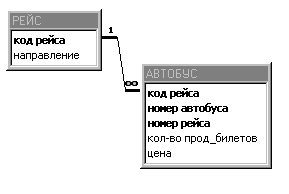 РЕЙС
код рейса
направление
1
∞
АВТОБУС
код рейса
номер автобуса
номер рейса
кол-во прод_билетов
цена